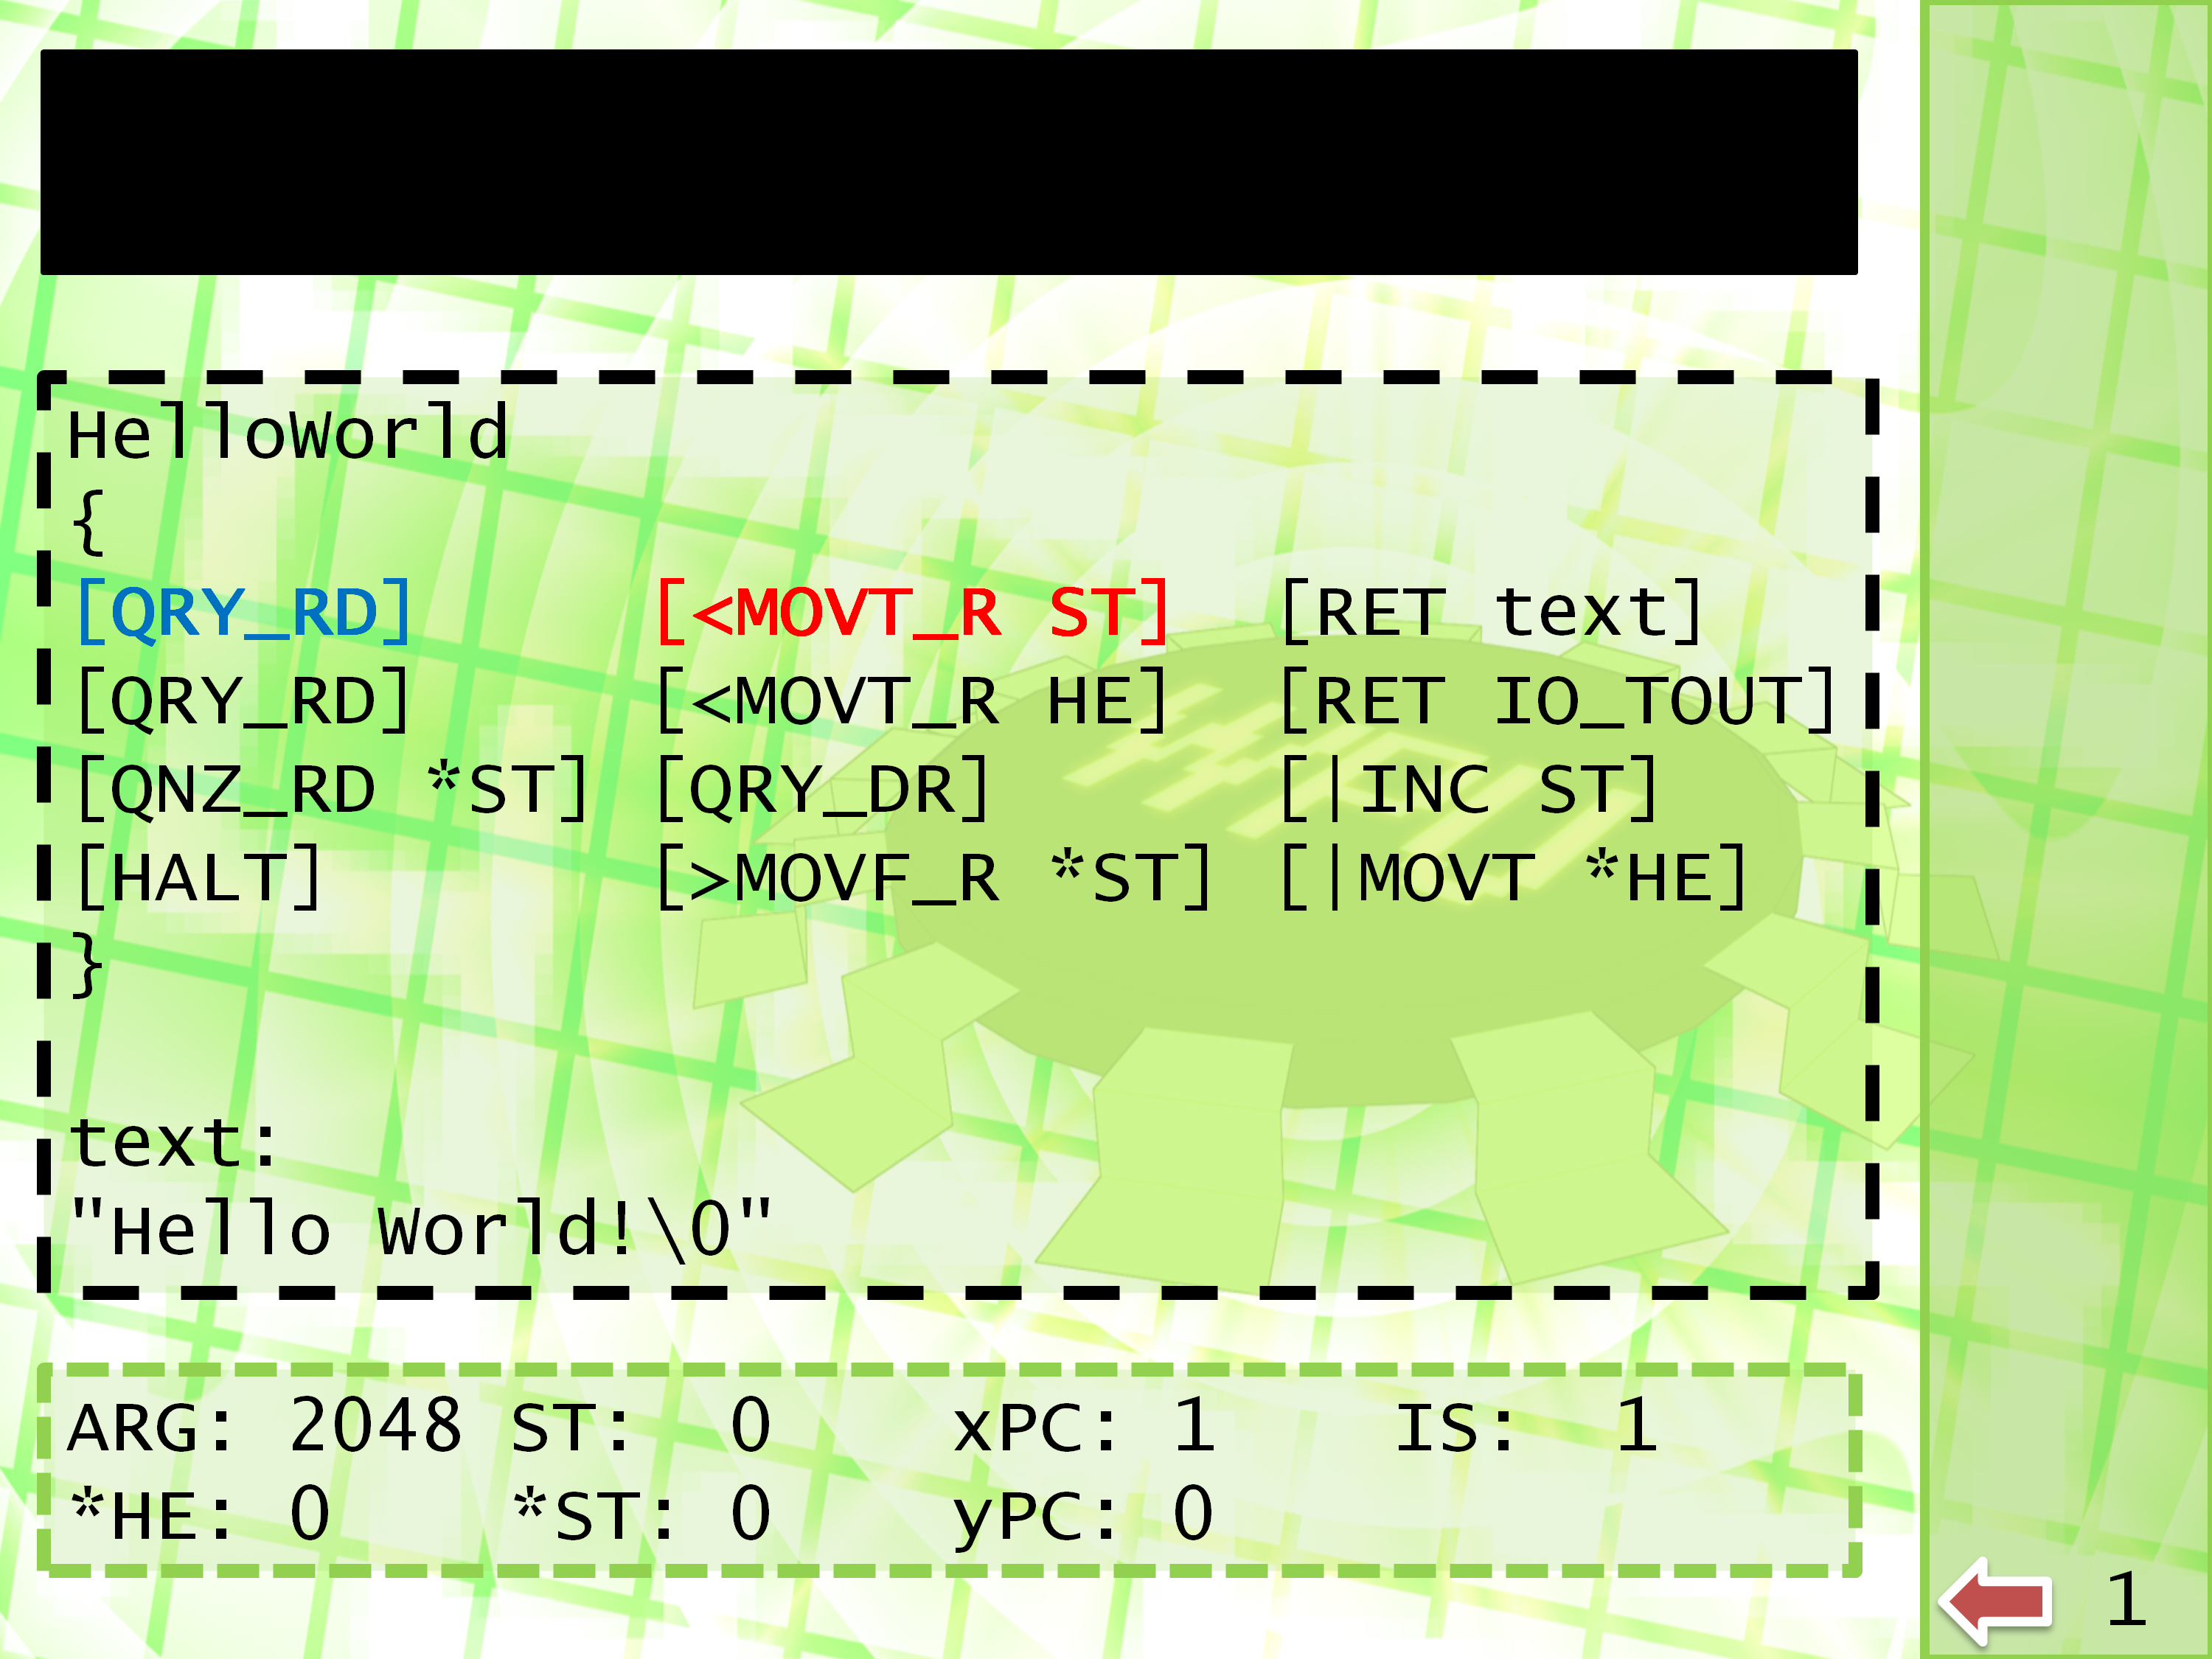 HelloWorld
{
[QRY_RD] [<MOVT_R ST] [RET text]
[QRY_RD] [<MOVT_R HE] [RET IO_TOUT]
[QNZ_RD *ST] [QRY_DR] [|INC ST]
[HALT] [>MOVF_R *ST] [|MOVT *HE]
}
text:
"Hello World!\0"
ARG: 2048 ST: 0 xPC: 1 IS: 1
*HE: 0 *ST: 0 yPC: 0
1